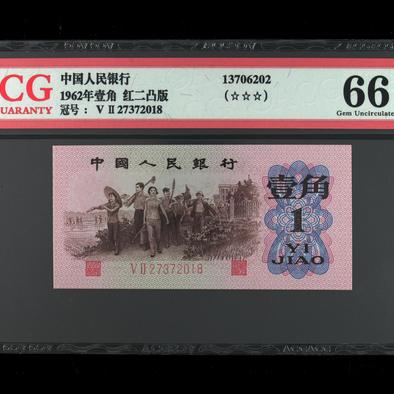 CG
GUARANTY
中国人民银行
1962年壹角 红二凸版
冠号： V II 27372018
13706202
(☆☆☆)
66
Gem Uncirculate
中國人民銀行
壹角
1
YI
JIAO
V II 27372018